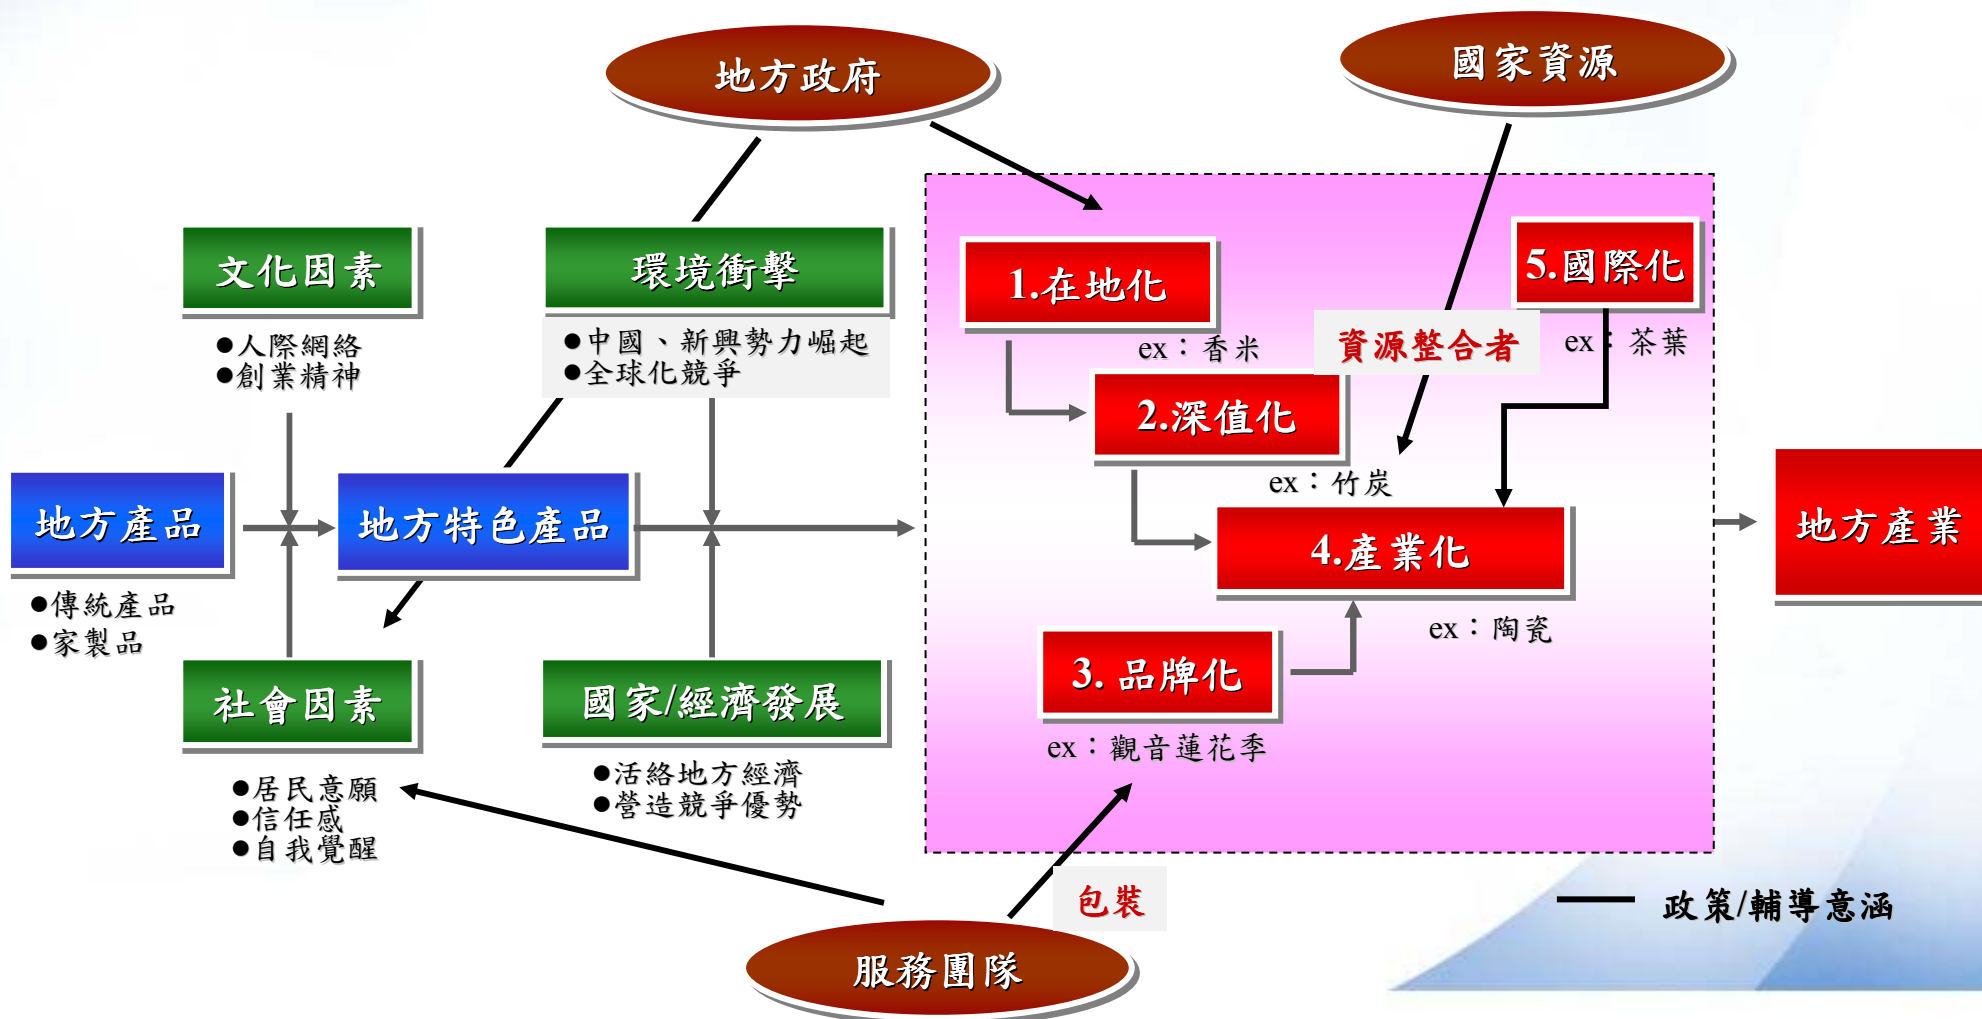 地方政府
國家資源
文化因素
●人際網絡
●創業精神
環境衝擊
●中國、新興勢力崛起
●全球化競爭
1.在地化
ex：香米
資源整合者
5.國際化
ex：茶葉
2.深值化
ex：竹炭
地方產品
●傳統產品
●家製品
地方特色產品
4.產業化
ex：陶瓷
地方產業
社會因素
●居民意願
●信任感
●自我覺醒
國家/經濟發展
●活絡地方經濟
●營造競爭優勢
3. 品牌化
ex：觀音蓮花季
包裝
服務團隊
政策/輔導意涵